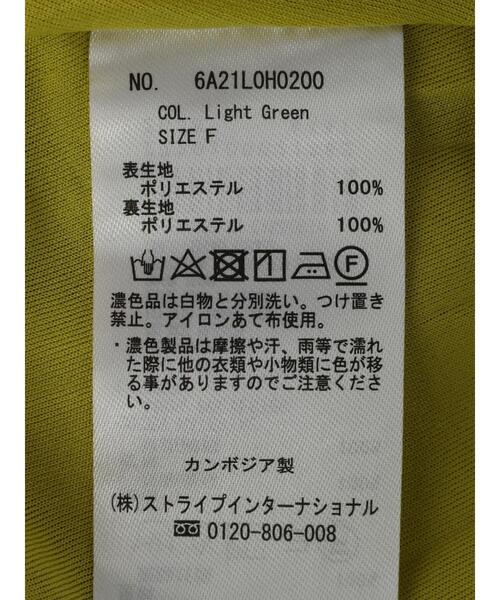 NO. 6A21L0H0200
COL. Light Green
SIZE F
表生地
ポリエステル 100%
裏生地
ポリエステル 100%
F
濃色品は白物と分別洗い。つけ置き
禁止。アイロンあて布使用。
・濃色製品は摩擦や汗、雨等で濡れ
た際に他の衣類や小物類に色が移
る事がありますのでご注意くださ
い。
カンボジア製
(株)ストライプインターナショナル
0120-806-008